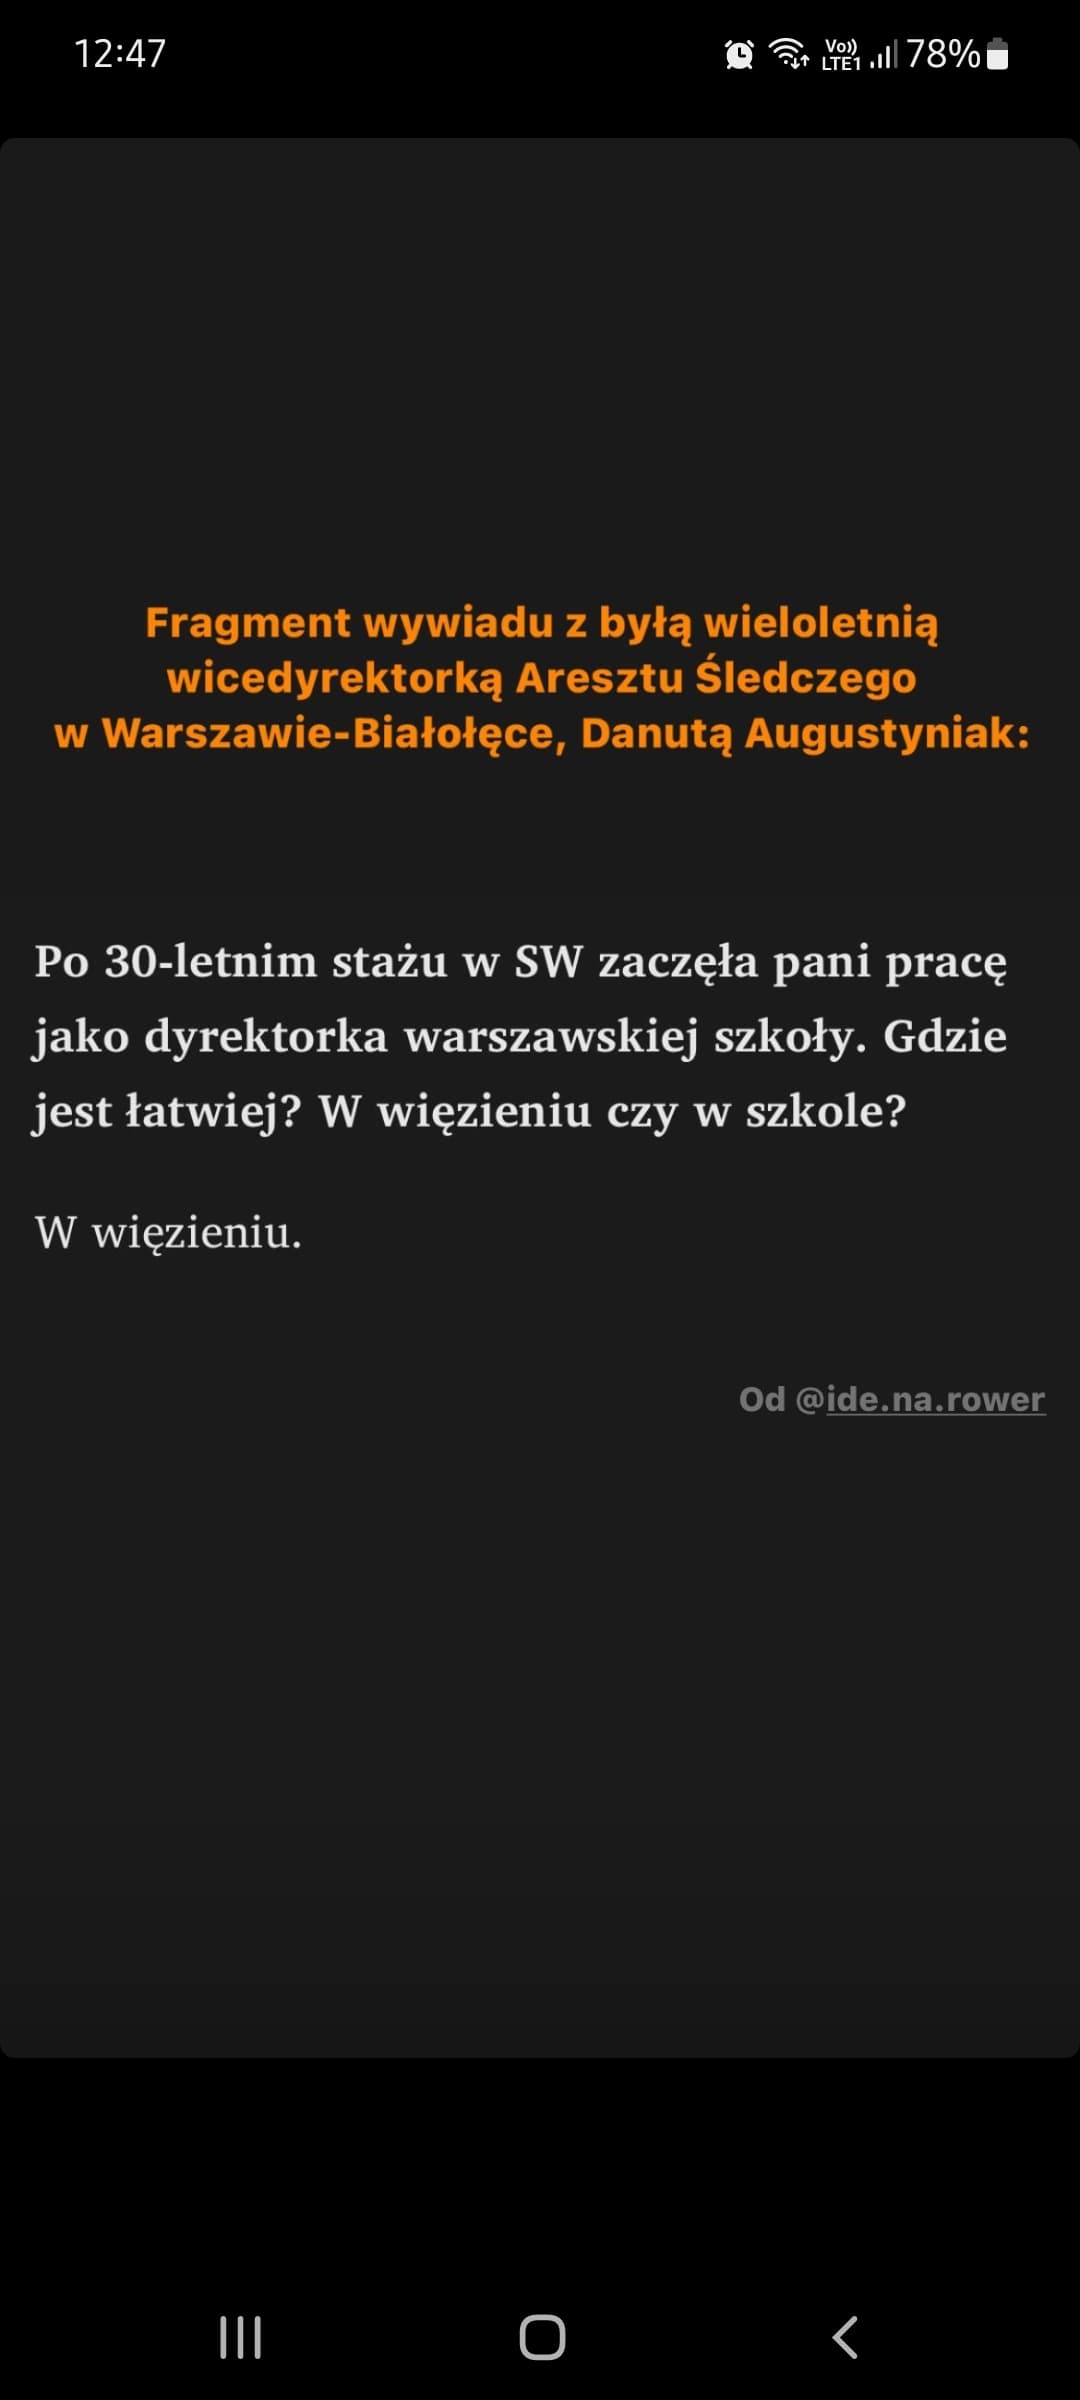 12:47
Vo)) LTE1 78%
Fragment wywiadu z byłą wieloletnią
wicedyrektorką Aresztu Śledczego
w Warszawie-Białołęce, Danutą Augustyniak:
Po 30-letnim stażu w SW zaczęła pani pracę
jako dyrektorka warszawskiej szkoły. Gdzie
jest łatwiej? W więzieniu czy w szkole?
W więzieniu.
Od @ide.na.rower